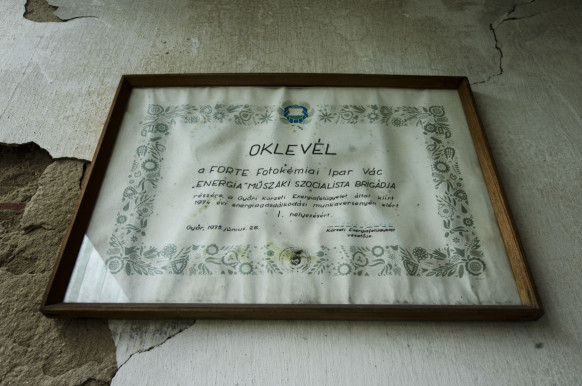 OKLEVÉL
a FORTE Fotokémiai Ipar Vác
„ENERGIA" MŰSZAKI SZOCIALISTA BRIGÁDJA
részére a Győri Körzeti Energiafelügyelet által kiírt
1974 évi energiagazdálkodási munkaversenyén elért
I. helyezésért.
Győr, 1975. június 28.
Körzeti Energiafelügyelet
vezetője.